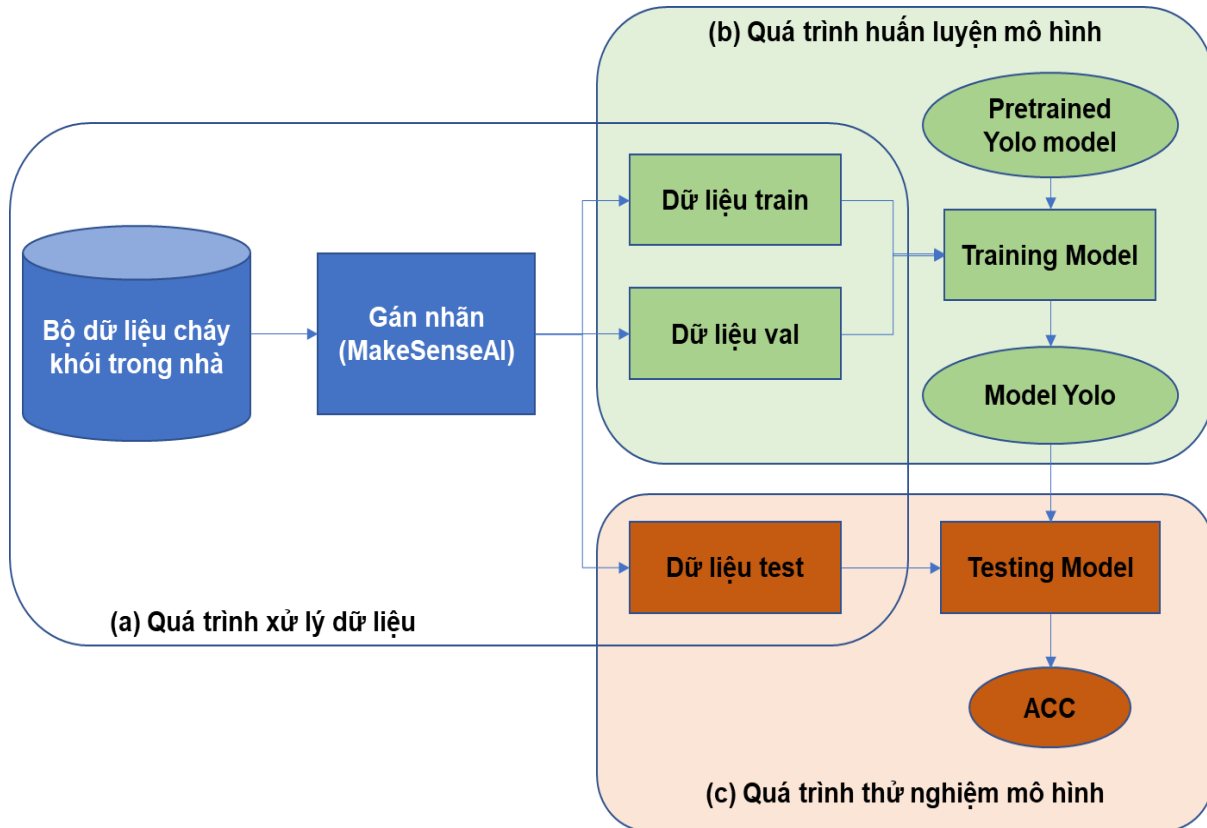 (b) Quá trình huấn luyện mô hình
Pretrained
Yolo model
Dữ liệu train
Training Model
Bộ dữ liệu cháy
khói trong nhà
Gán nhãn
(MakeSenseAI)
Dữ liệu val
Model Yolo
Dữ liệu test
Testing Model
(a) Quá trình xử lý dữ liệu
ACC
(c) Quá trình thử nghiệm mô hình